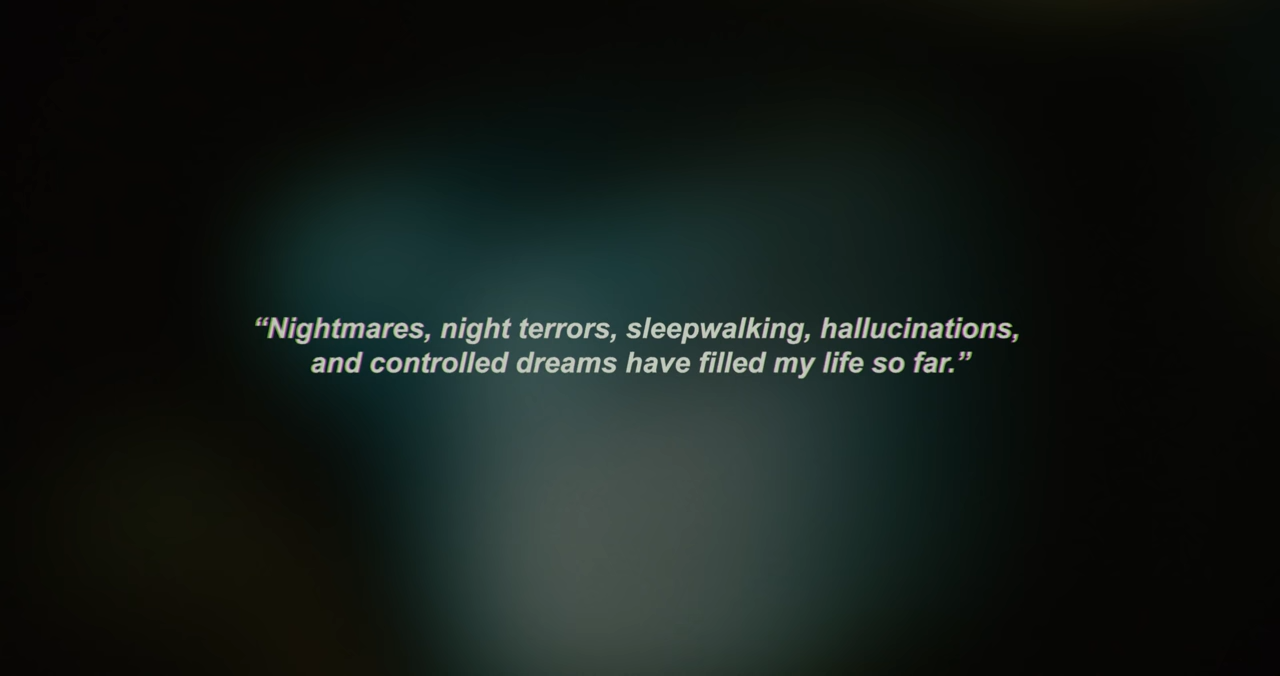 “Nightmares, night terrors, sleepwalking, hallucinations,
and controlled dreams have filled my life so far.”